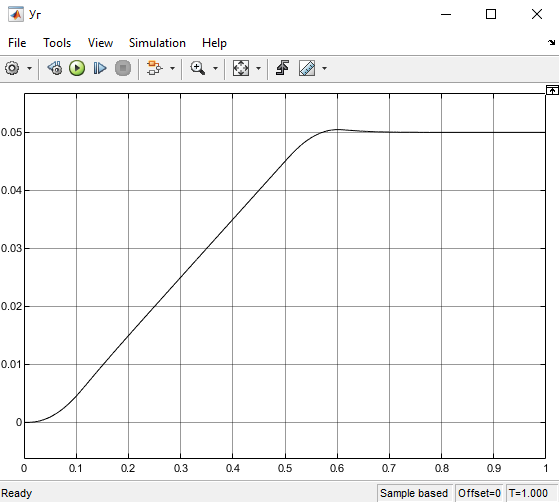 Уг
File Tools View Simulation Help
0.05
0.04
0.03
0.02
0.01
0
0 0.1 0.2 0.3 0.4 0.5 0.6 0.7 0.8 0.9 1
Ready Sample based Offset=0 T=1.000